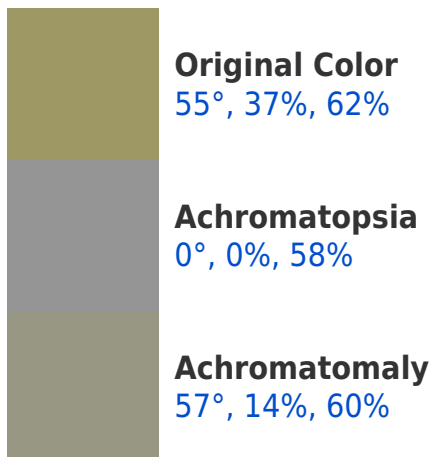 Original Color
55°, 37%, 62%
Achromatopsia
0°, 0%, 58%
Achromatomaly
57°, 14%, 60%